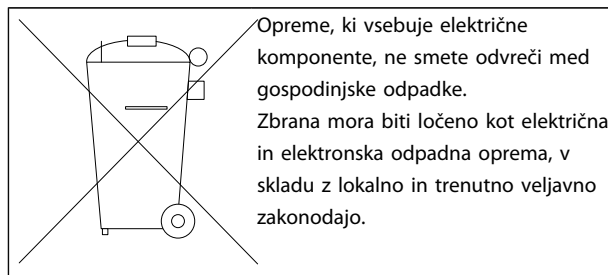 Opreme, ki vsebuje električne
komponente, ne smete odvreči med
gospodinjske odpadke.
Zbrana mora biti ločeno kot električna
in elektronska odpadna oprema, v
skladu z lokalno in trenutno veljavno
zakonodajo.